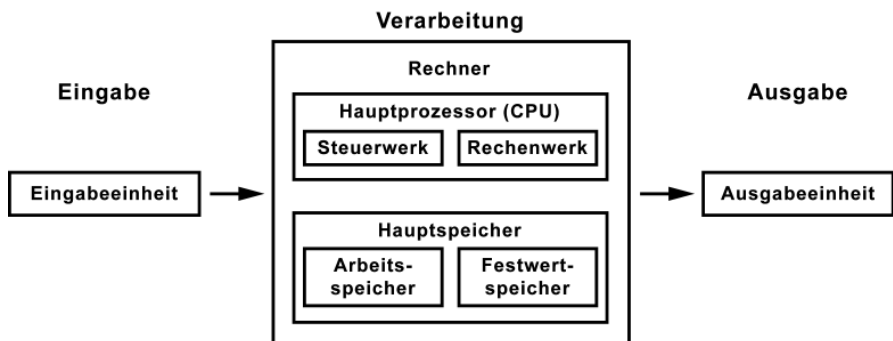 Verarbeitung
Eingabe
Rechner
Ausgabe
Hauptprozessor (CPU)
Steuerwerk
Rechenwerk
Eingabeeinheit
Ausgabeeinheit
Hauptspeicher
Arbeits-
speicher
Festwert-
speicher